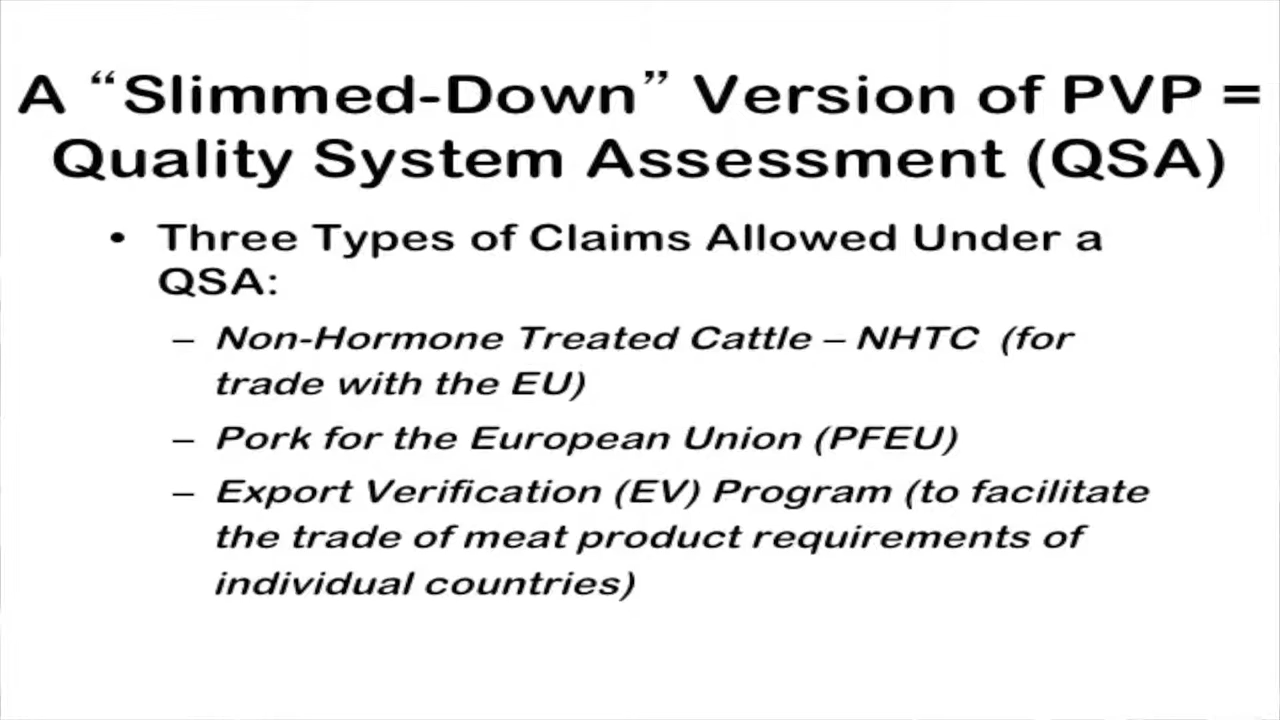 A “Slimmed-Down” Version of PVP =
Quality System Assessment (QSA)
• Three Types of Claims Allowed Under a
QSA:
– Non-Hormone Treated Cattle – NHTC (for
trade with the EU)
– Pork for the European Union (PFEU)
– Export Verification (EV) Program (to facilitate
the trade of meat product requirements of
individual countries)